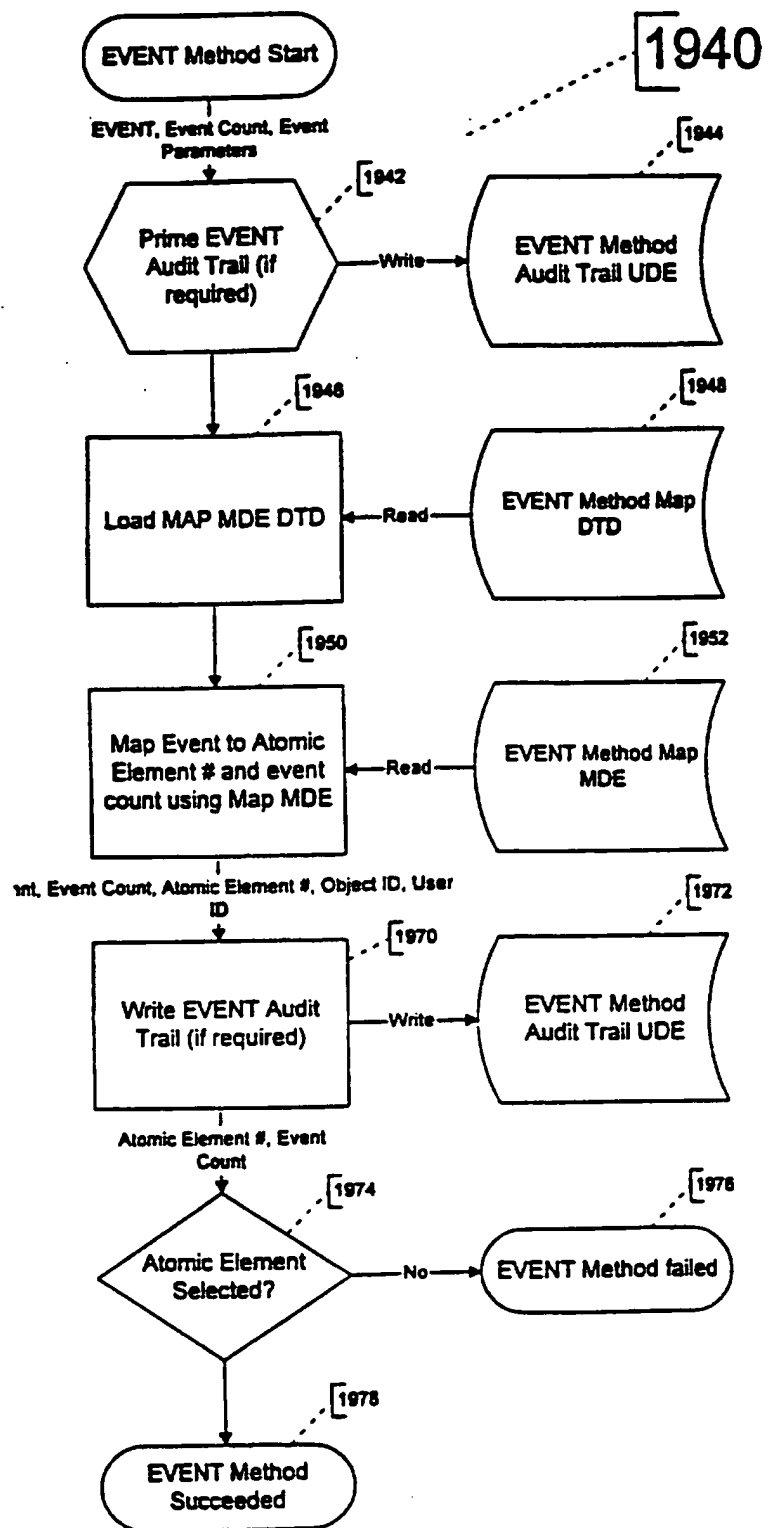 EVENT Method Start
1940
EVENT, Event Count, Event
Parameters
1942
1944
Prime EVENT
Audit Trail (if
required)
Write
EVENT Method
Audit Trail UDE
1946
1948
Load MAP MDE DTD
Read
EVENT Method Map
DTD
1950
1952
Map Event to Atomic
Element # and event
count using Map MDE
Read
EVENT Method Map
MDE
nt, Event Count, Atomic Element #, Object ID, User
ID
1970
1972
Write EVENT Audit
Trail (if required)
Write
EVENT Method
Audit Trail UDE
Atomic Element #, Event
Count
1974
1976
Atomic Element
Selected?
No
EVENT Method failed
1978
EVENT Method
Succeeded